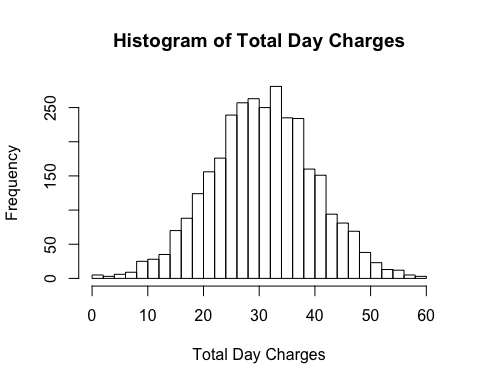 Histogram of Total Day Charges
Frequency
250
150
50
0
0 10 20 30 40 50 60
Total Day Charges